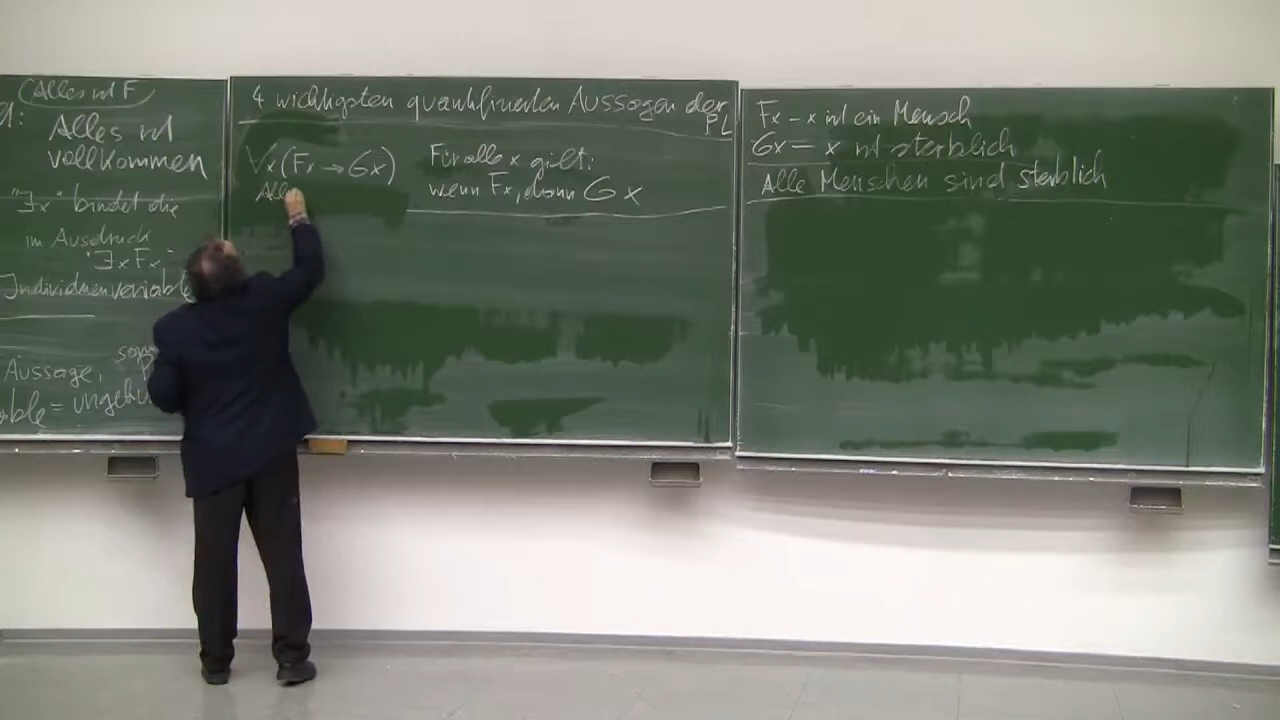 Alles ist F
d:
Alles ist
vollkommen
"∃x" bindet die
im Ausdruck
"∃xFx"
Individuenvariable
Aussage,
ble = ungebu
4 wichtigsten quantifizierten Aussagen der
PL
∀x(Fx→Gx)
Alle
Für alle x gilt:
wenn Fx, dann Gx
Fx – x ist ein Mensch
Gx – x ist sterblich
Alle Menschen sind sterblich